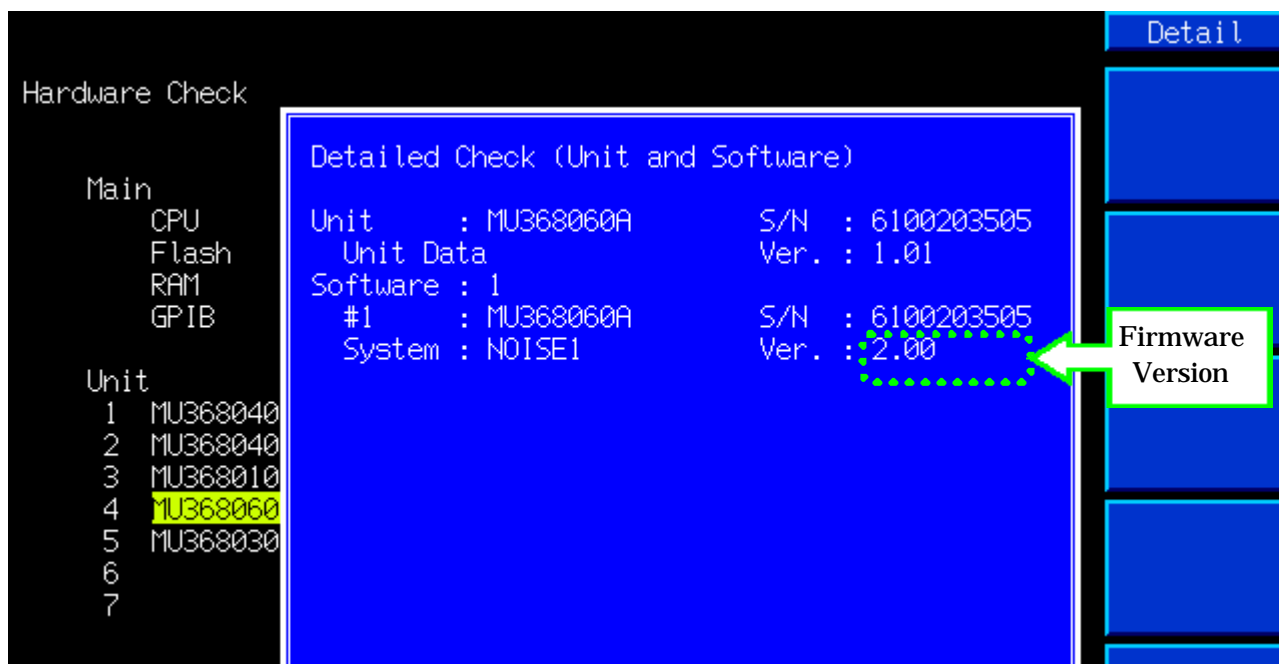 Detail
Hardware Check
Main
CPU
Flash
RAM
GPIB
Unit
1 MU368040
2 MU368040
3 MU368010
4 MU368060
5 MU368030
6
7
Detailed Check (Unit and Software)
Unit : MU368060A S/N : 6100203505
Unit Data Ver. : 1.01
Software : 1
#1 : MU368060A S/N : 6100203505
System : NOISE1 Ver. : 2.00
Firmware
Version